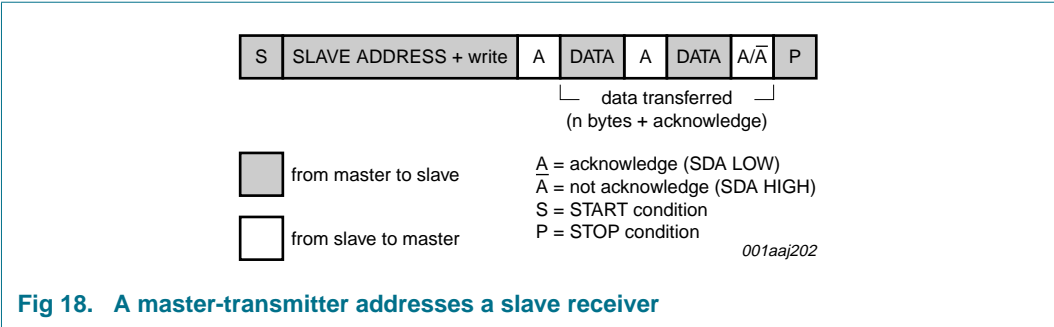 S SLAVE ADDRESS + write A DATA A DATA A/A̅ P
data transferred
(n bytes + acknowledge)
from master to slave
from slave to master
A = acknowledge (SDA LOW)
A̅ = not acknowledge (SDA HIGH)
S = START condition
P = STOP condition
001aaj202
Fig 18. A master-transmitter addresses a slave receiver